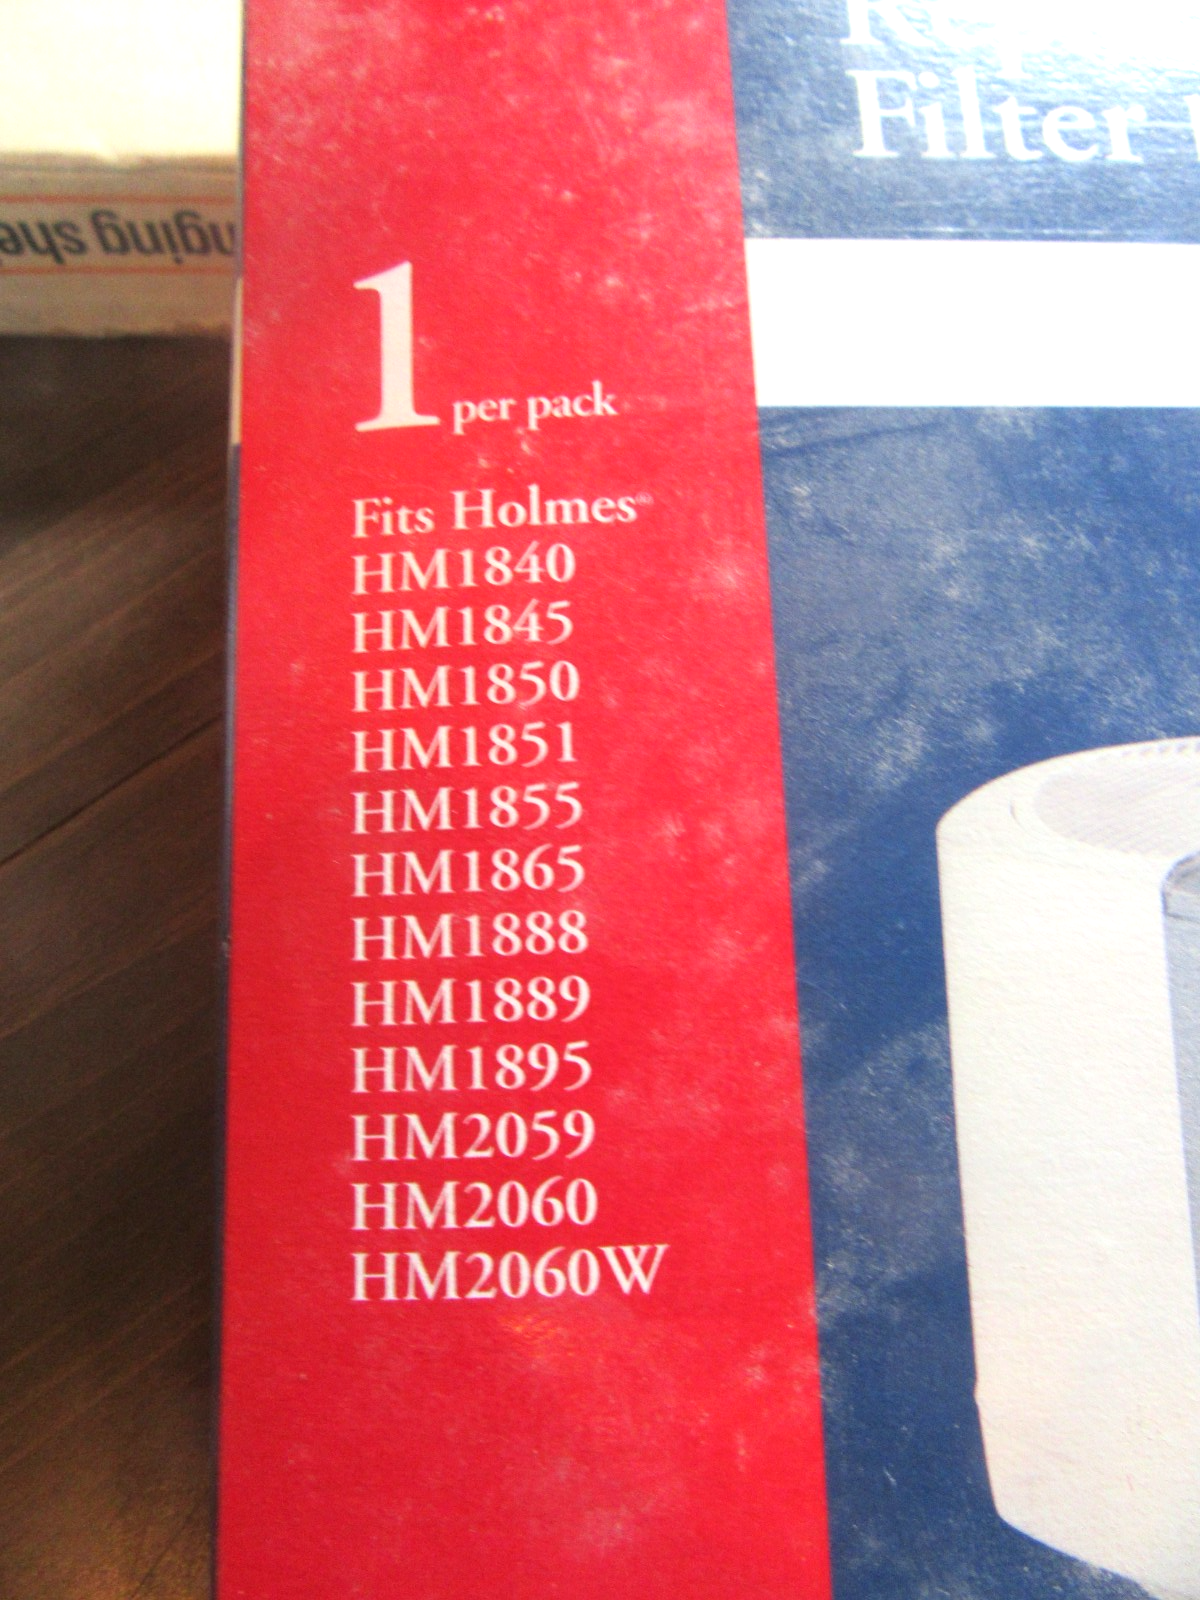 Filter
1 per pack
Fits Holmes®
HM1840
HM1845
HM1850
HM1851
HM1855
HM1865
HM1888
HM1889
HM1895
HM2059
HM2060
HM2060W